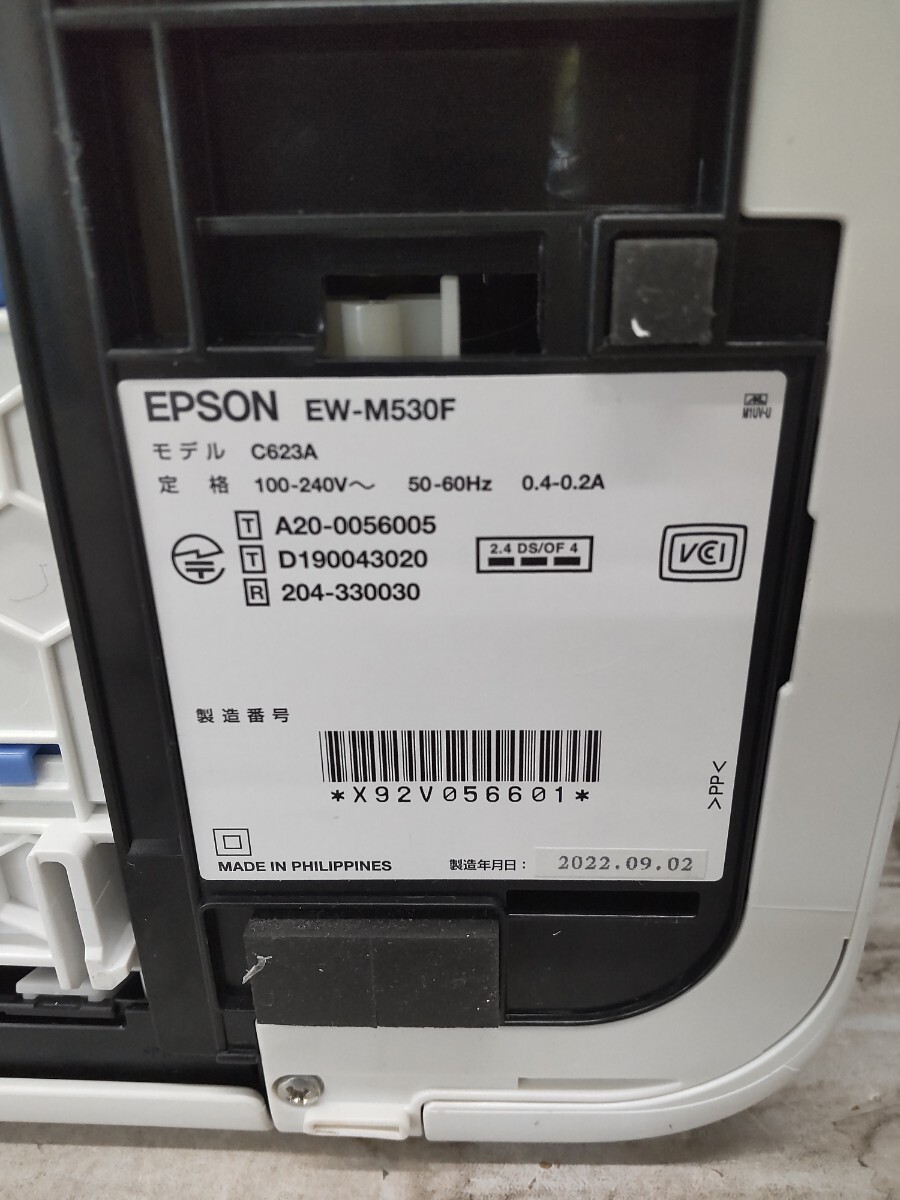 EPSON EW-M530F
M1UV-U
モデル C623A
定 格 100-240V～ 50-60Hz 0.4-0.2A
T A20-0056005
T D190043020
R 204-330030
2.4 DS/OF 4
VCCI
製造番号
*X92V056601*
>PP<
MADE IN PHILIPPINES
製造年月日： 2022.09.02